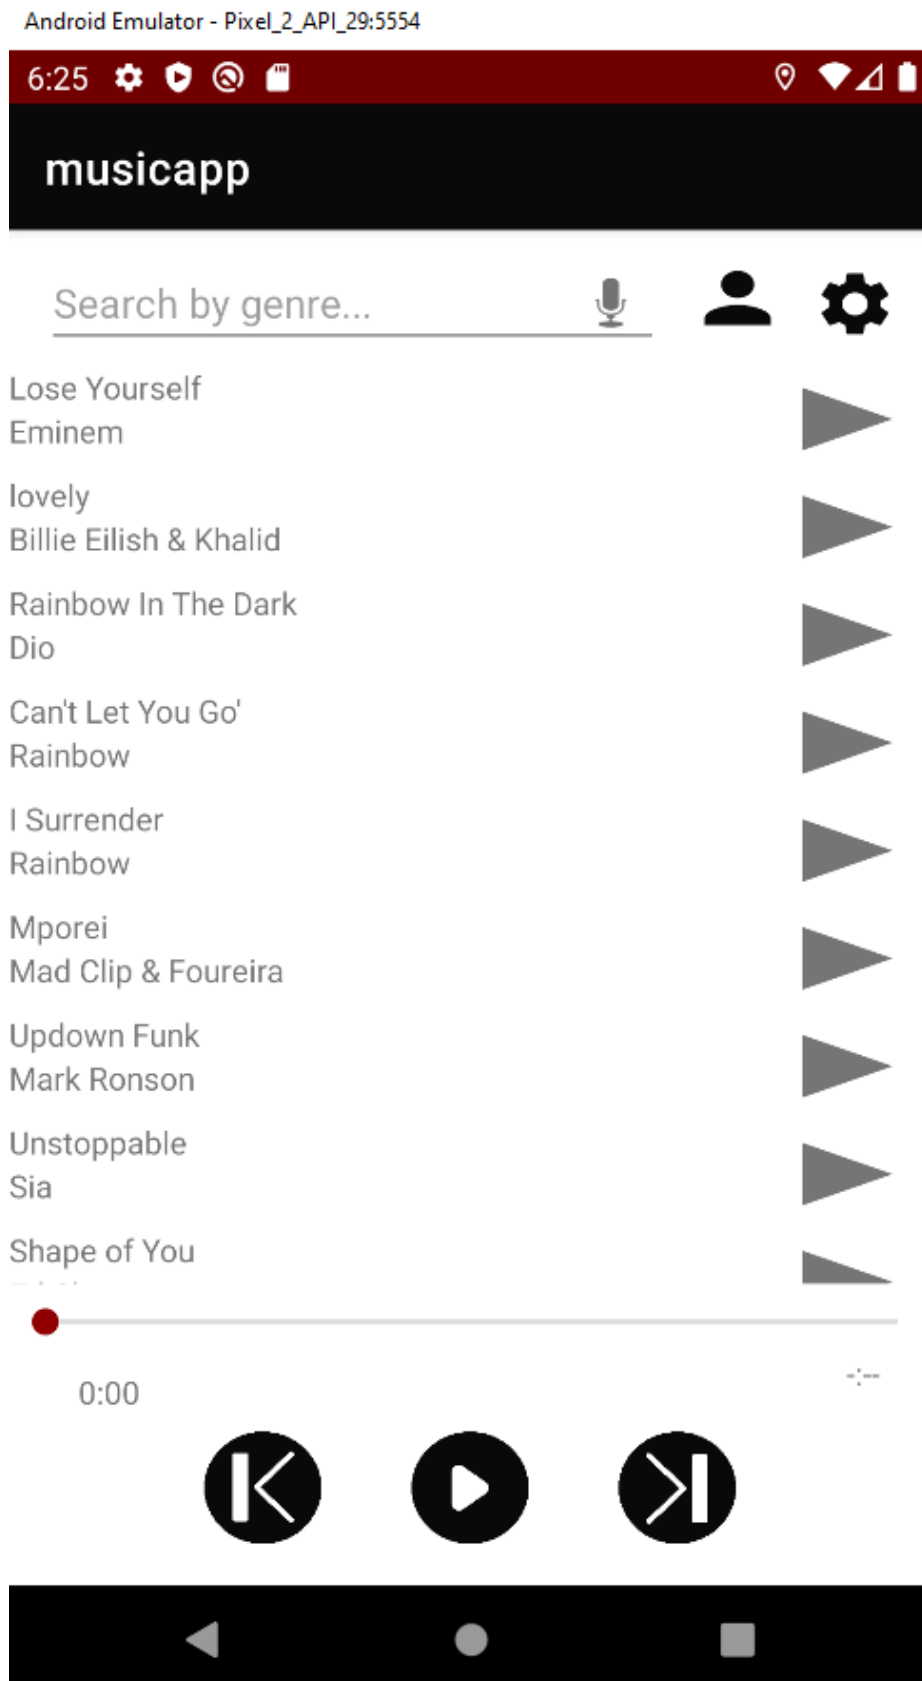 Android Emulator - Pixel_2_API_29:5554
6:25
musicapp
Search by genre...
Lose Yourself
Eminem
lovely
Billie Eilish & Khalid
Rainbow In The Dark
Dio
Can't Let You Go'
Rainbow
I Surrender
Rainbow
Mporei
Mad Clip & Foureira
Updown Funk
Mark Ronson
Unstoppable
Sia
Shape of You
-:--
0:00